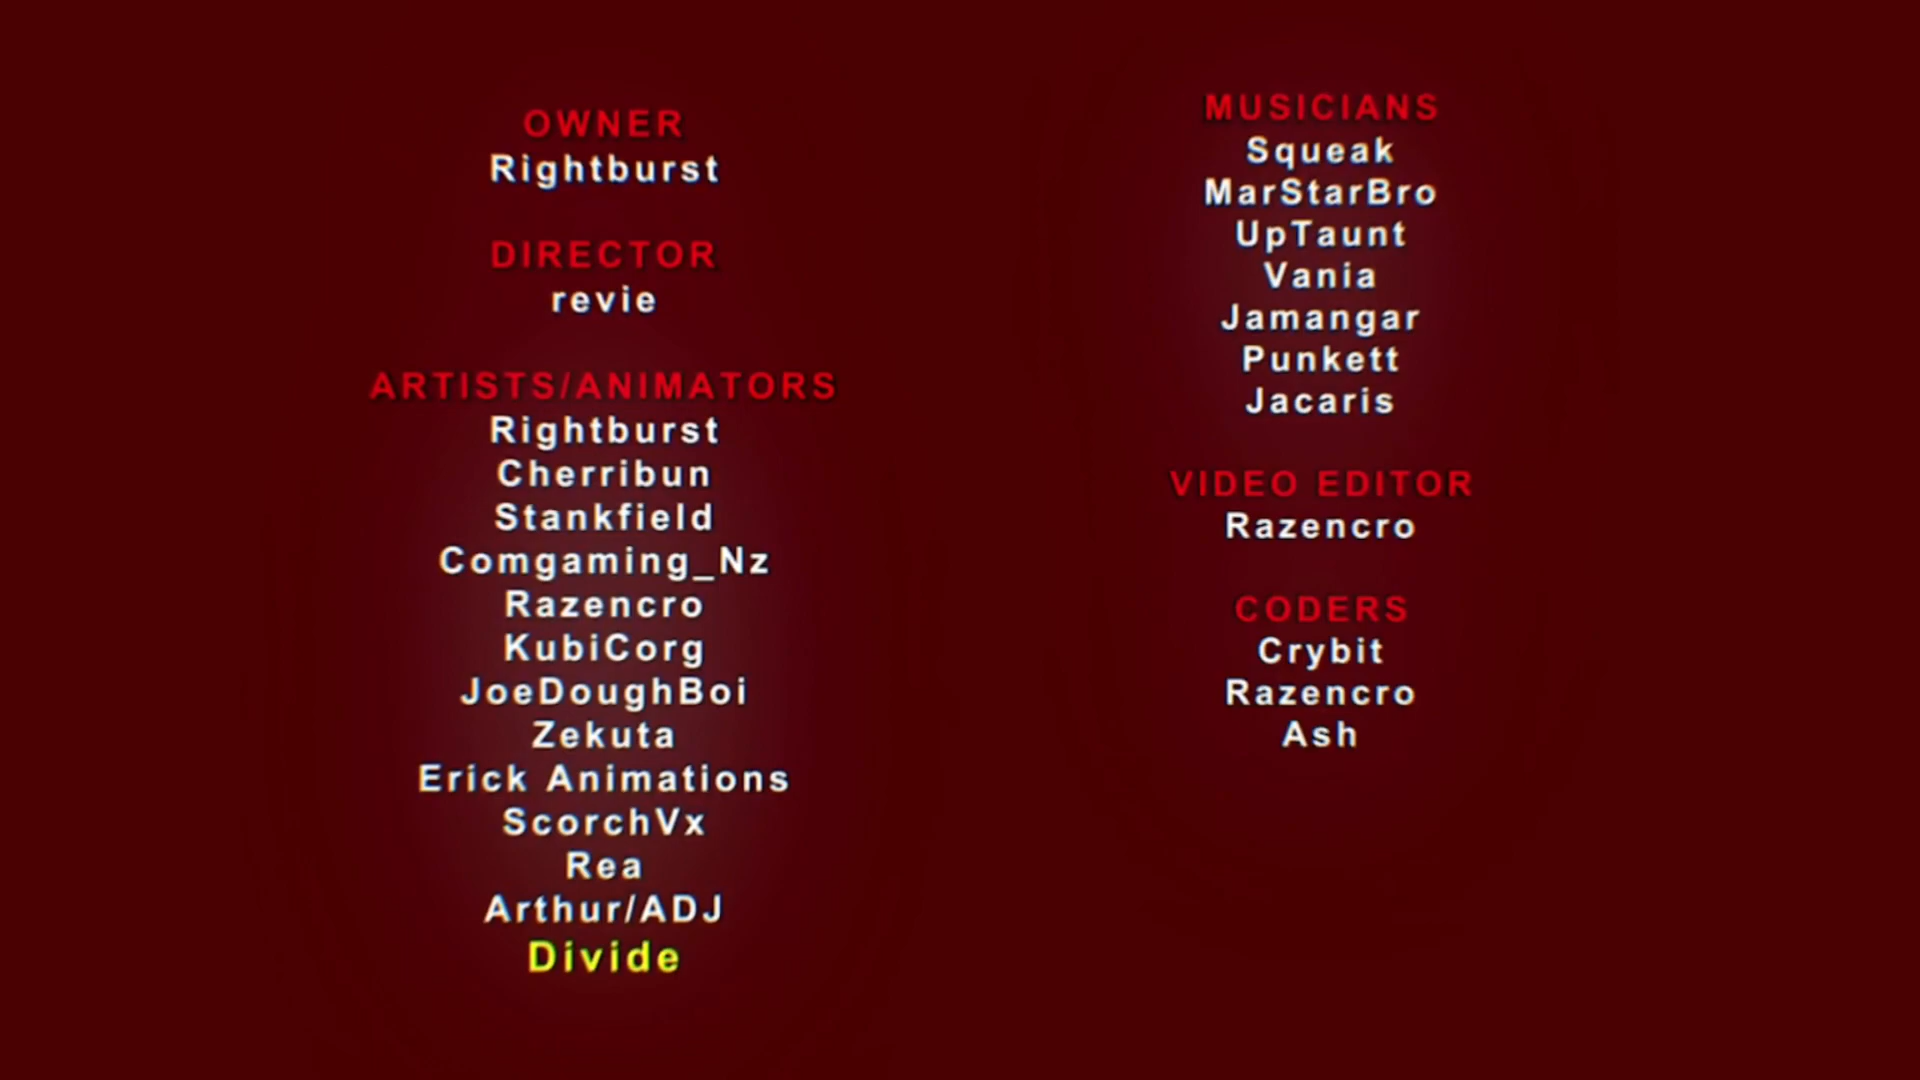 OWNER
Rightburst
DIRECTOR
revie
ARTISTS/ANIMATORS
Rightburst
Cherribun
Stankfield
Comgaming_Nz
Razencro
KubiCorg
JoeDoughBoi
Zekuta
Erick Animations
ScorchVx
Rea
Arthur/ADJ
Divide
MUSICIANS
Squeak
MarStarBro
UpTaunt
Vania
Jamangar
Punkett
Jacaris
VIDEO EDITOR
Razencro
CODERS
Crybit
Razencro
Ash